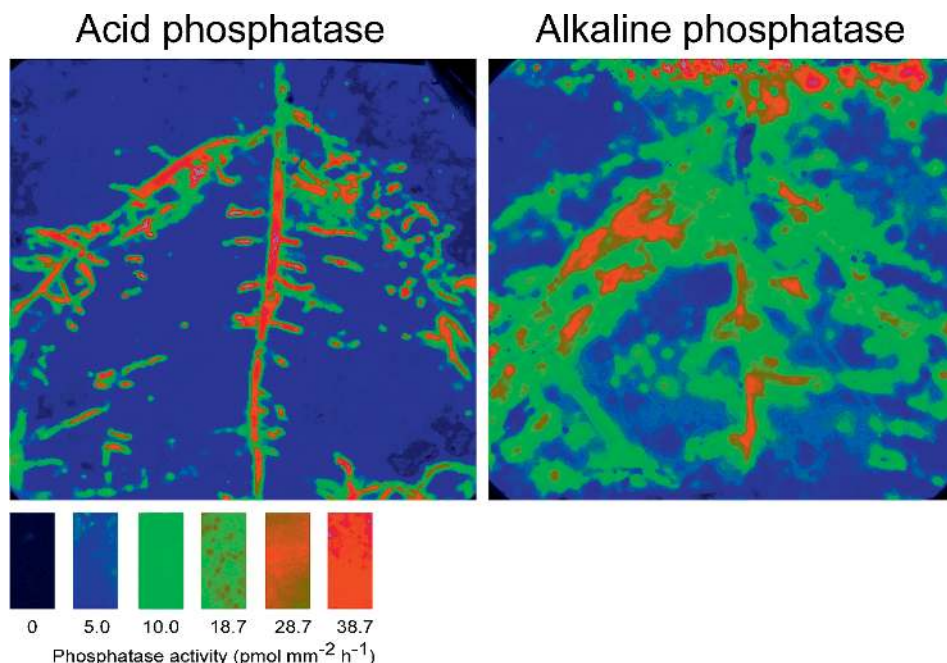 Acid phosphatase
Alkaline phosphatase
0 5.0 10.0 18.7 28.7 38.7
Phosphatase activity (pmol mm⁻² h⁻¹)